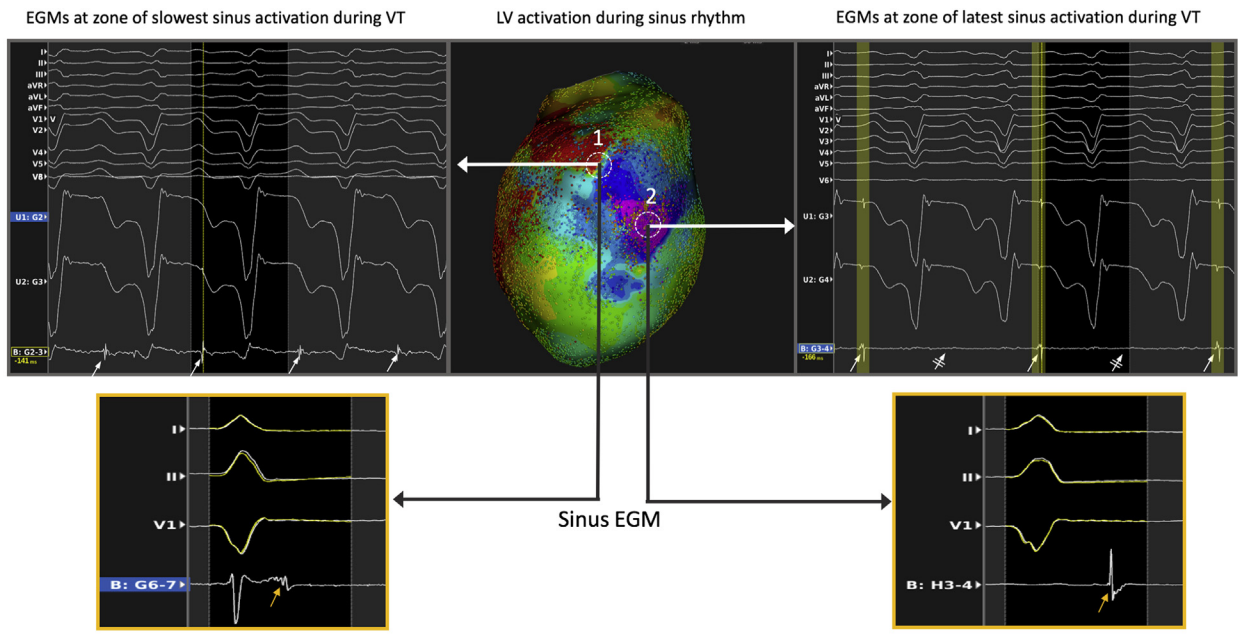 EGMs at zone of slowest sinus activation during VT
LV activation during sinus rhythm
EGMs at zone of latest sinus activation during VT
I
II
III
aVR
aVL
aVF
V1 V
V2
V4
V5
V6
U1: G2
U2: G3
B: G2-3
-141 ms
1
2
I
II
III
aVR
aVL
aVF
V1 V
V2
V3
V4
V5
V6
U1: G3
U2: G4
B: G3-4
-166 ms
I
II
V1
B: G6-7
Sinus EGM
I
II
V1
B: H3-4